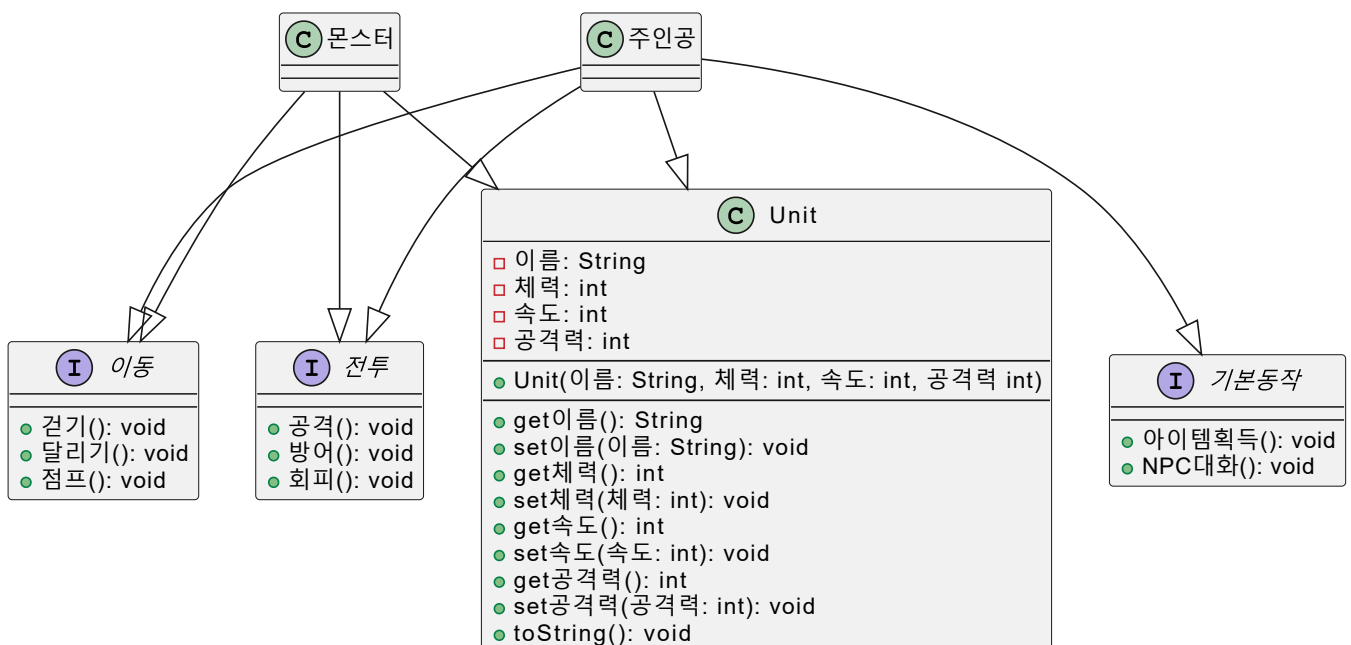 C 몬스터
C 주인공
C Unit
이름: String
체력: int
속도: int
공격력: int
Unit(이름: String, 체력: int, 속도: int, 공격력 int)
get이름(): String
set이름(이름: String): void
get체력(): int
set체력(체력: int): void
get속도(): int
set속도(속도: int): void
get공격력(): int
set공격력(공격력: int): void
toString(): void
I 이동
걷기(): void
달리기(): void
점프(): void
I 전투
공격(): void
방어(): void
회피(): void
I 기본동작
아이템획득(): void
NPC대화(): void